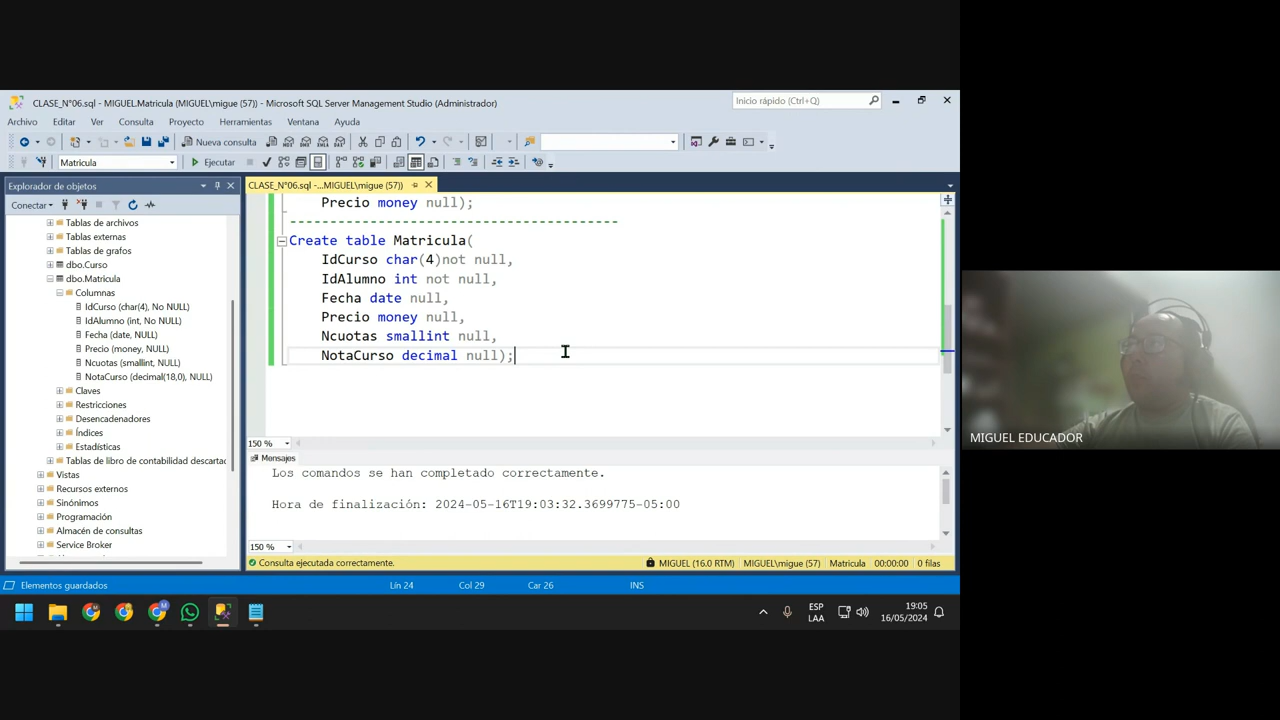 CLASE_N°06.sql - MIGUEL.Matricula (MIGUEL\migue (57)) - Microsoft SQL Server Management Studio (Administrador)
Inicio rápido (Ctrl+Q)
Archivo Editar Ver Consulta Proyecto Herramientas Ventana Ayuda
Nueva consulta
Matricula
Ejecutar
Explorador de objetos
CLASE_N°06.sql -...MIGUEL\migue (57))
Conectar
Tablas de archivos
Tablas externas
Tablas de grafos
dbo.Curso
dbo.Matricula
Columnas
IdCurso (char(4), No NULL)
IdAlumno (int, No NULL)
Fecha (date, NULL)
Precio (money, NULL)
Ncuotas (smallint, NULL)
NotaCurso (decimal(18,0), NULL)
Claves
Restricciones
Desencadenadores
Índices
Estadísticas
Tablas de libro de contabilidad descartac
Vistas
Recursos externos
Sinónimos
Programación
Almacén de consultas
Service Broker
Precio money null);
----------------------------------------
Create table Matricula(
IdCurso char(4)not null,
IdAlumno int not null,
Fecha date null,
Precio money null,
Ncuotas smallint null,
NotaCurso decimal null);
150 %
Mensajes
Los comandos se han completado correctamente.
Hora de finalización: 2024-05-16T19:03:32.3699775-05:00
150 %
Consulta ejecutada correctamente.
MIGUEL (16.0 RTM) MIGUEL\migue (57) Matricula 00:00:00 0 filas
Elementos guardados
Lín 24 Col 29 Car 26 INS
ESP
LAA
19:05
16/05/2024
MIGUEL EDUCADOR